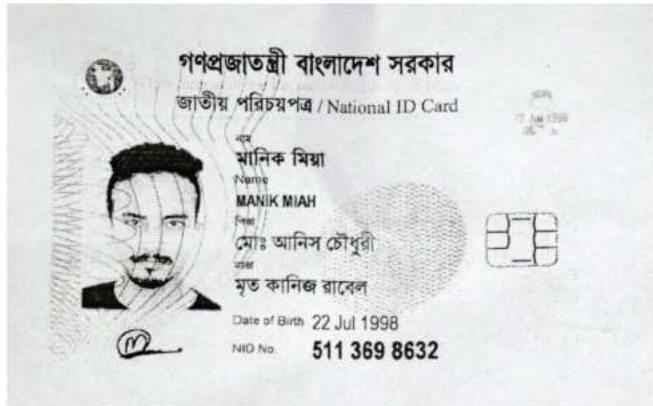 গণপ্রজাতন্ত্রী বাংলাদেশ সরকার
জাতীয় পরিচয়পত্র / National ID Card
নাম
মানিক মিয়া
Name
MANIK MIAH
পিতা
মোঃ আনিস চৌধুরী
মাতা
মৃত কানিজ রাবেল
Date of Birth 22 Jul 1998
NID No. 511 369 8632